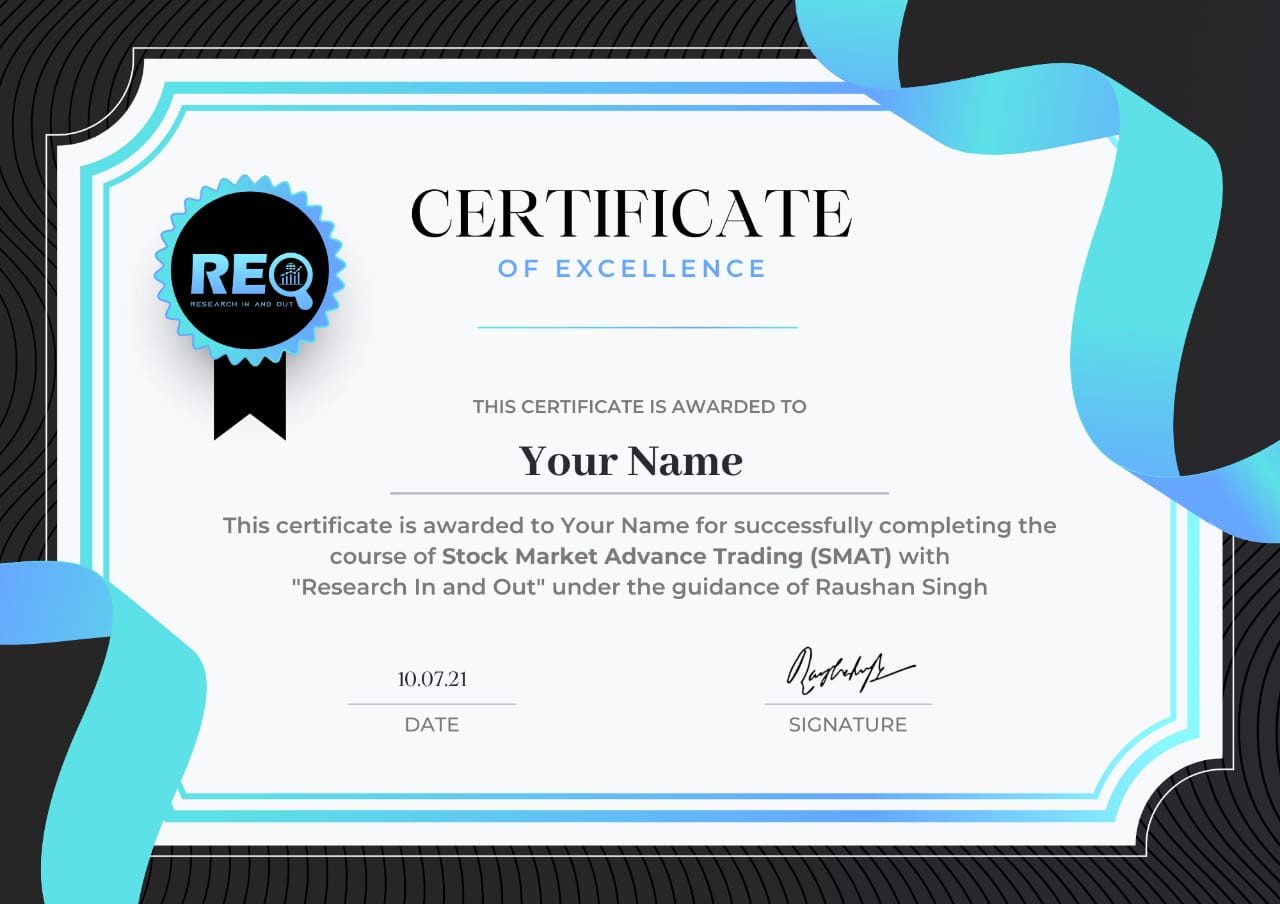 CERTIFICATE
OF EXCELLENCE
REQ
RESEARCH IN AND OUT
THIS CERTIFICATE IS AWARDED TO
Your Name
This certificate is awarded to Your Name for successfully completing the
course of Stock Market Advance Trading (SMAT) with
"Research In and Out" under the guidance of Raushan Singh
10.07.21
DATE
SIGNATURE